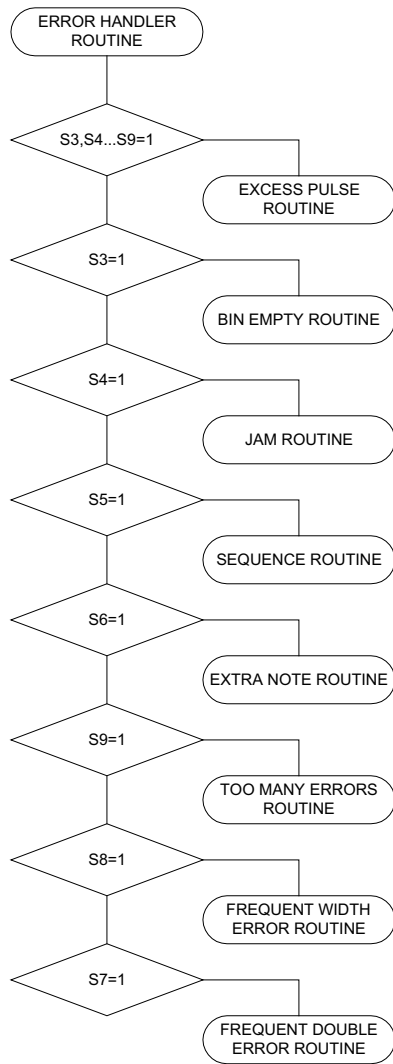 ERROR HANDLER
ROUTINE
S3,S4...S9=1
EXCESS PULSE
ROUTINE
S3=1
BIN EMPTY ROUTINE
S4=1
JAM ROUTINE
S5=1
SEQUENCE ROUTINE
S6=1
EXTRA NOTE ROUTINE
S9=1
TOO MANY ERRORS
ROUTINE
S8=1
FREQUENT WIDTH
ERROR ROUTINE
S7=1
FREQUENT DOUBLE
ERROR ROUTINE